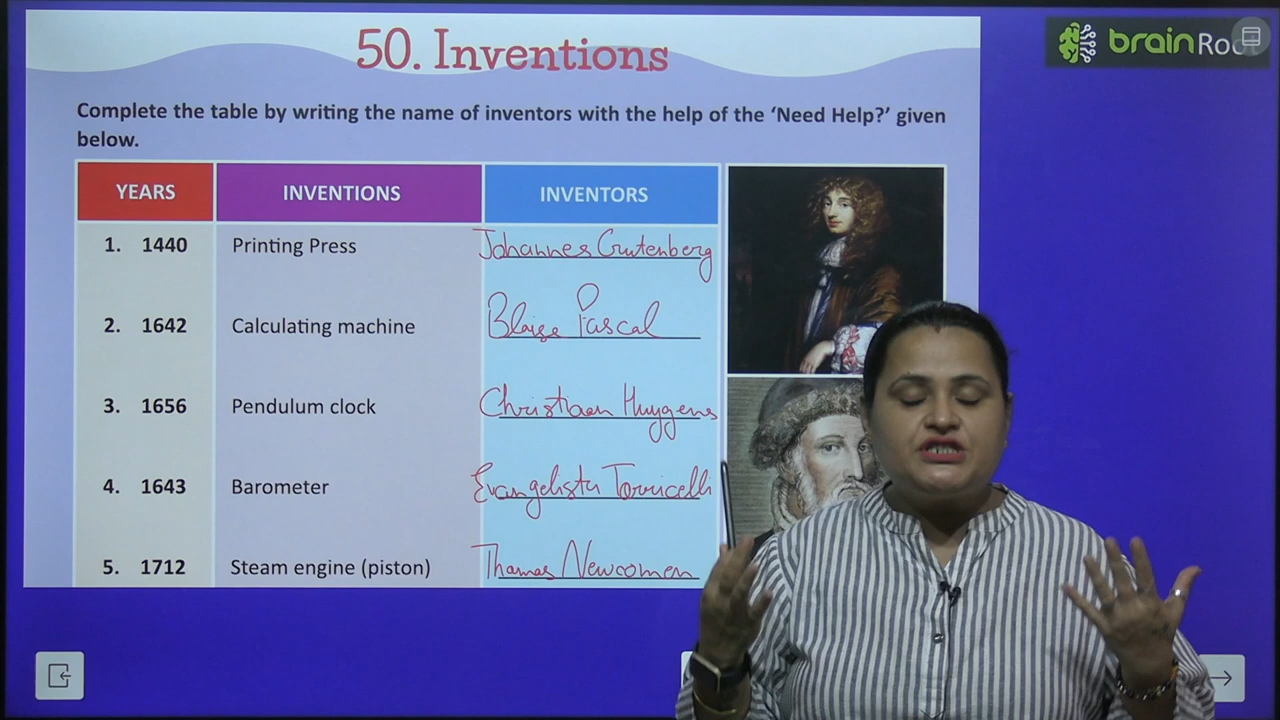 50. Inventions
brain
Complete the table by writing the name of inventors with the help of the ‘Need Help?’ given
below.
YEARS INVENTIONS INVENTORS
1. 1440 Printing Press Johannes Gutenberg
2. 1642 Calculating machine Blaise Pascal
3. 1656 Pendulum clock Christiaan Huygens
4. 1643 Barometer Evangelista Torricelli
5. 1712 Steam engine (piston) Thomas Newcomen